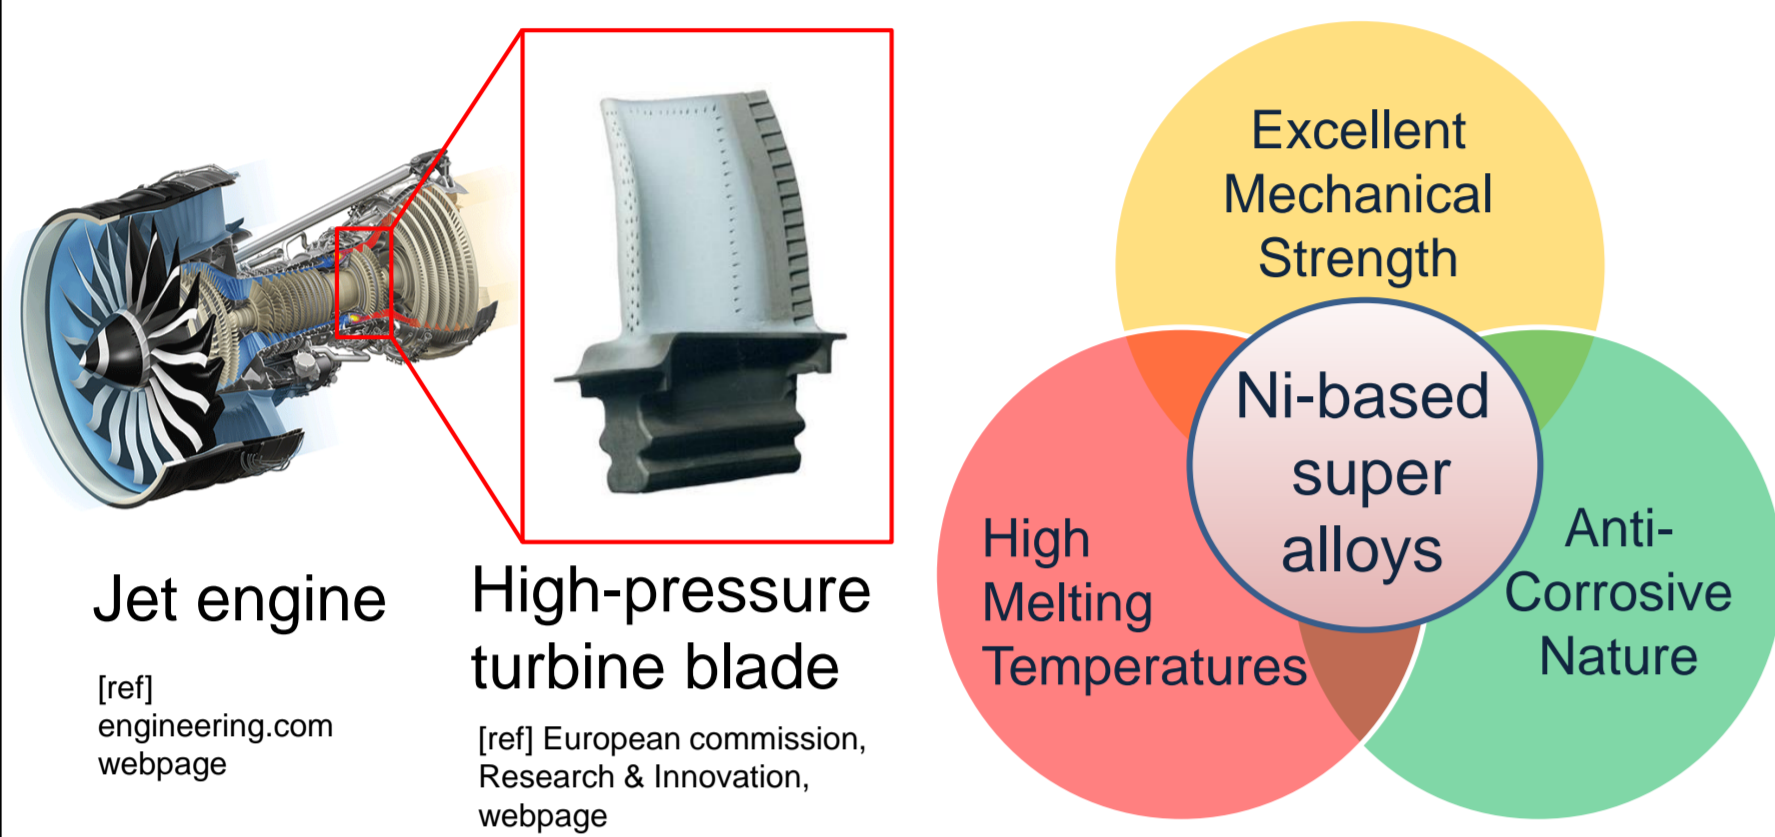 Jet engine
[ref]
engineering.com
webpage
High-pressure
turbine blade
[ref] European commission,
Research & Innovation,
webpage
Excellent
Mechanical
Strength
Ni-based
super
alloys
High
Melting
Temperatures
Anti-
Corrosive
Nature